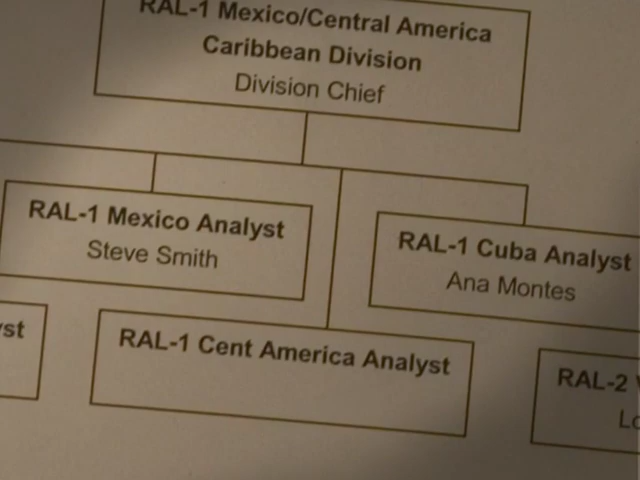 RAL-1 Mexico/Central America
Caribbean Division
Division Chief
RAL-1 Mexico Analyst
Steve Smith
RAL-1 Cuba Analyst
Ana Montes
RAL-1 Cent America Analyst
RAL-2